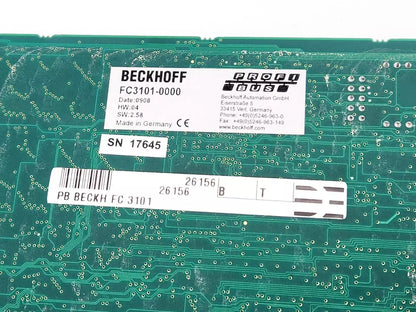 BECKHOFF
FC3101-0000
Date:0908
HW:04
SW:2.58
Made in Germany
PROFI
BUS
Beckhoff Automation GmbH
Eiserstraße 5
33415 Verl, Germany
Phone: +49(0)5246-963-0
Fax: +49(0)5246-963-149
www.beckhoff.com
SN 17645
26156
26156 B T
PB BECKH FC 3101